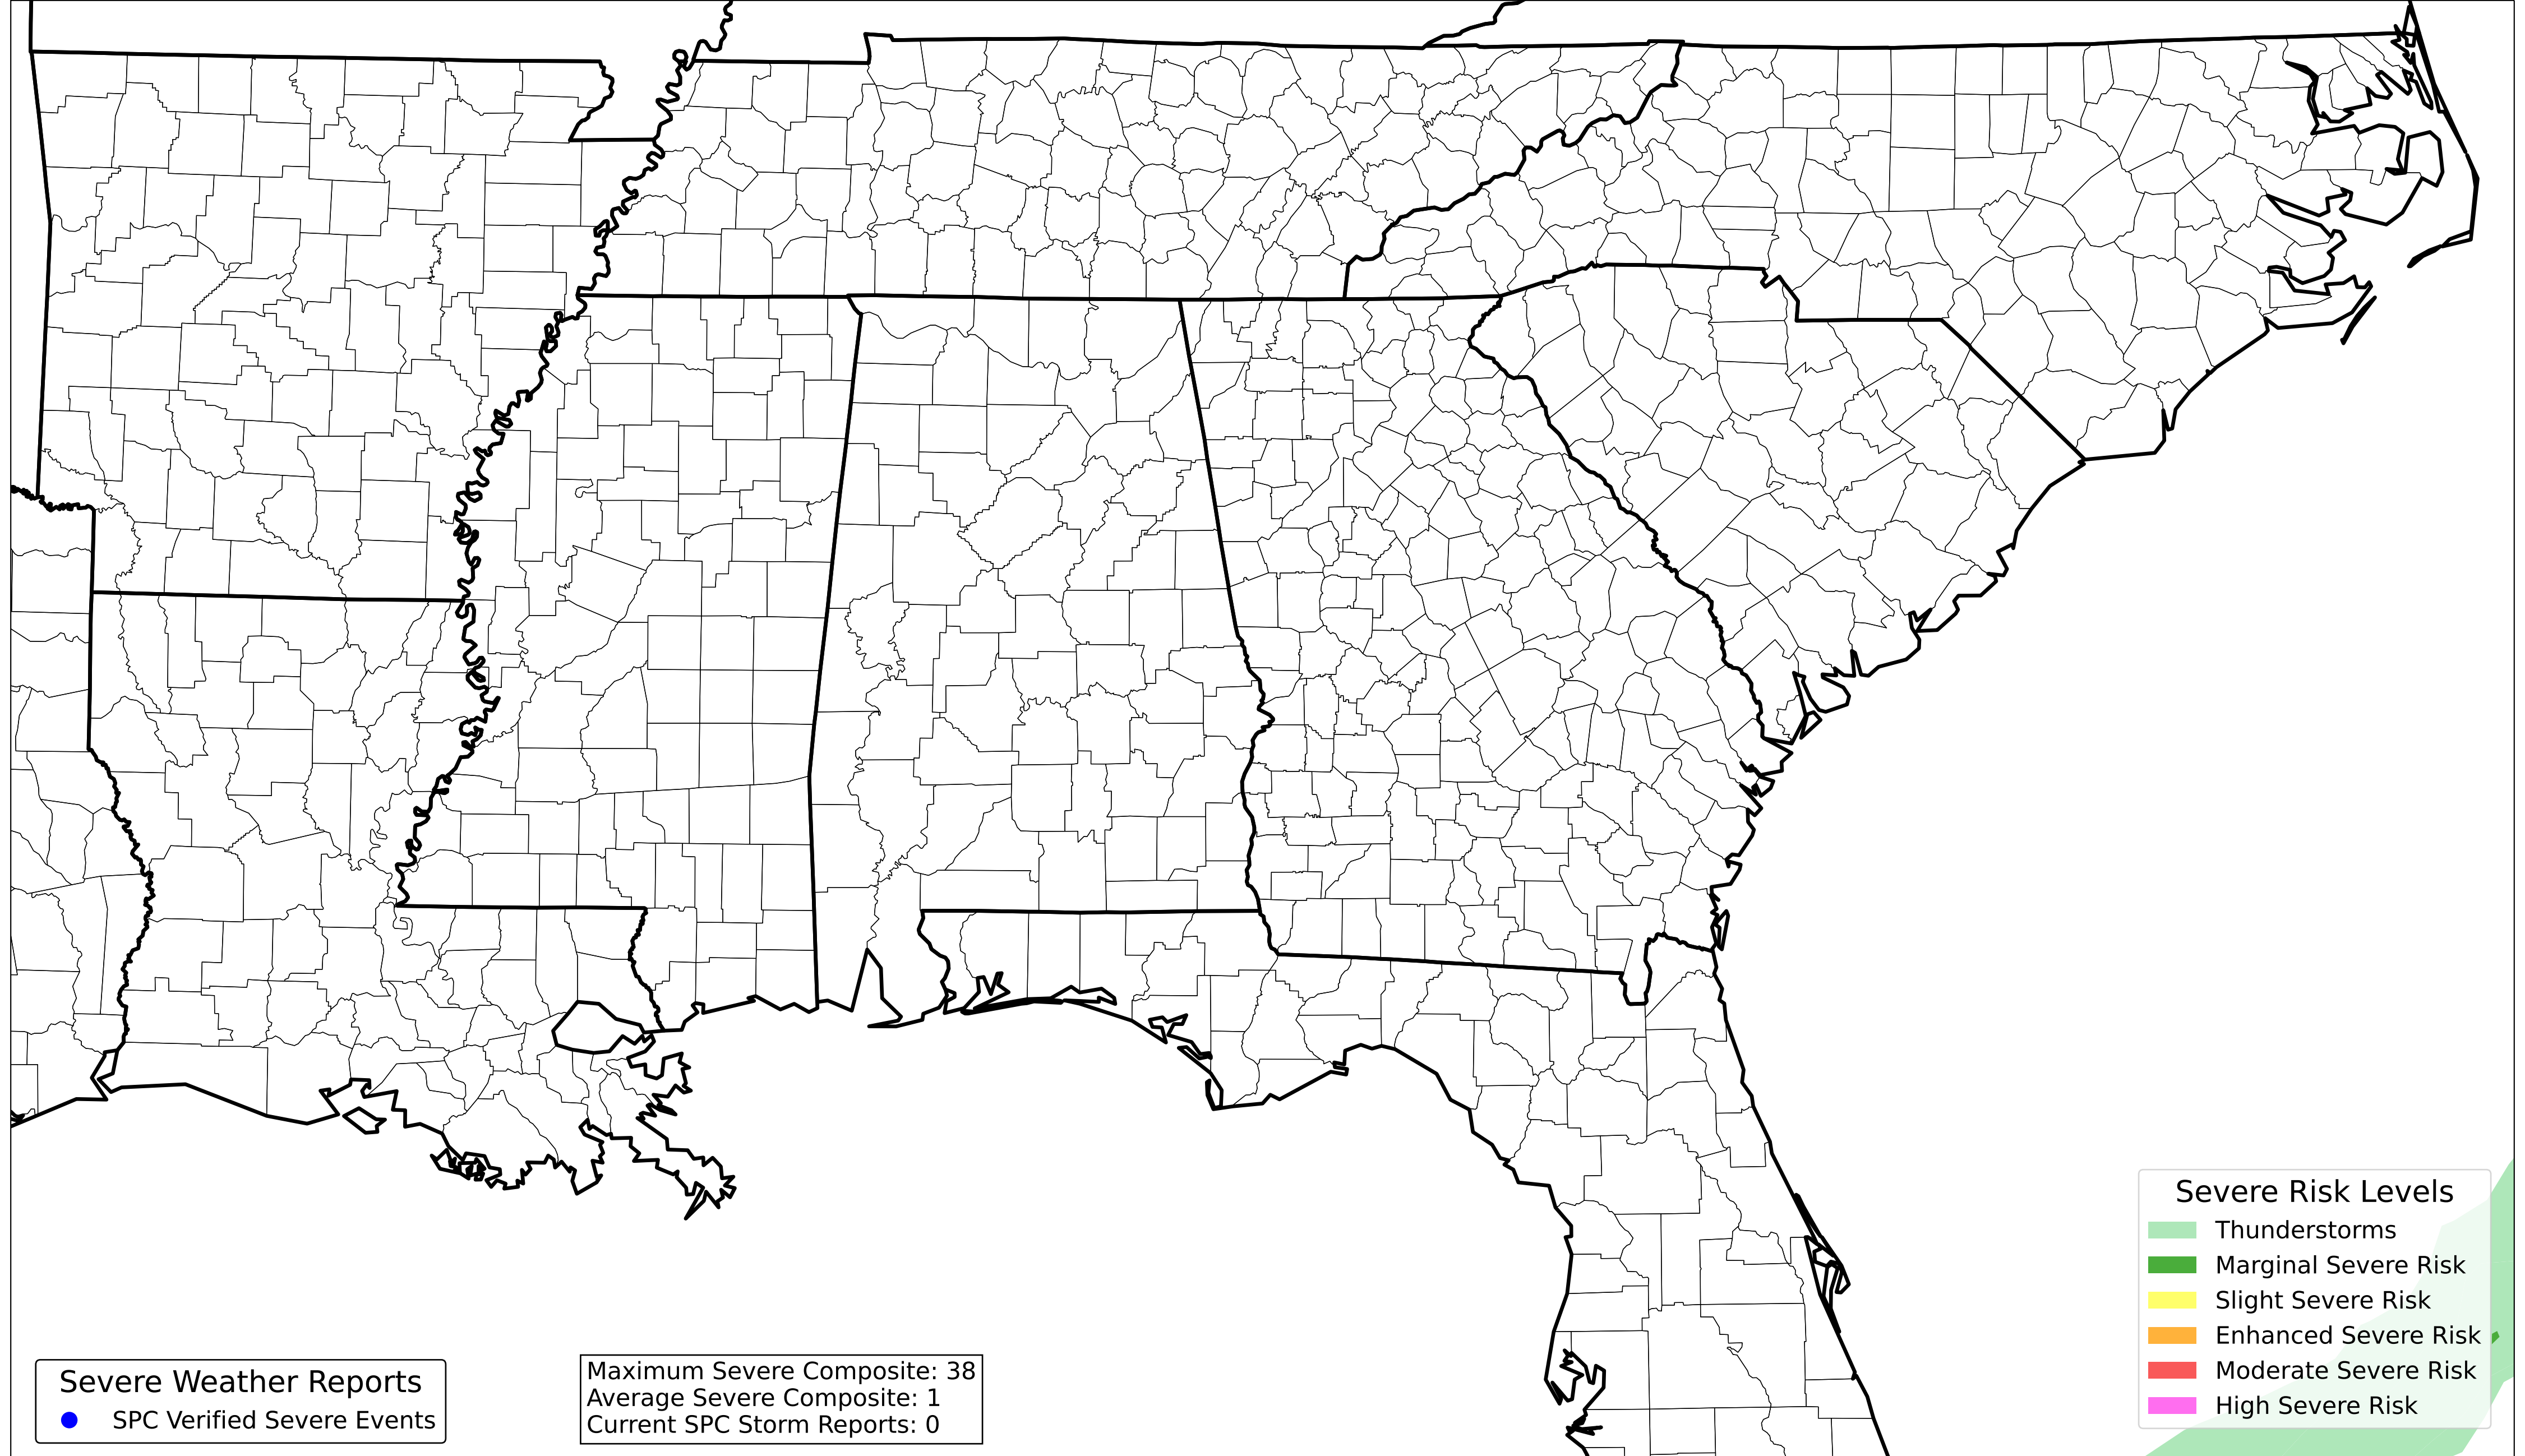 Severe Risk Levels
Thunderstorms
Marginal Severe Risk
Slight Severe Risk
Enhanced Severe Risk
Moderate Severe Risk
High Severe Risk
Severe Weather Reports
SPC Verified Severe Events
Maximum Severe Composite: 38
Average Severe Composite: 1
Current SPC Storm Reports: 0